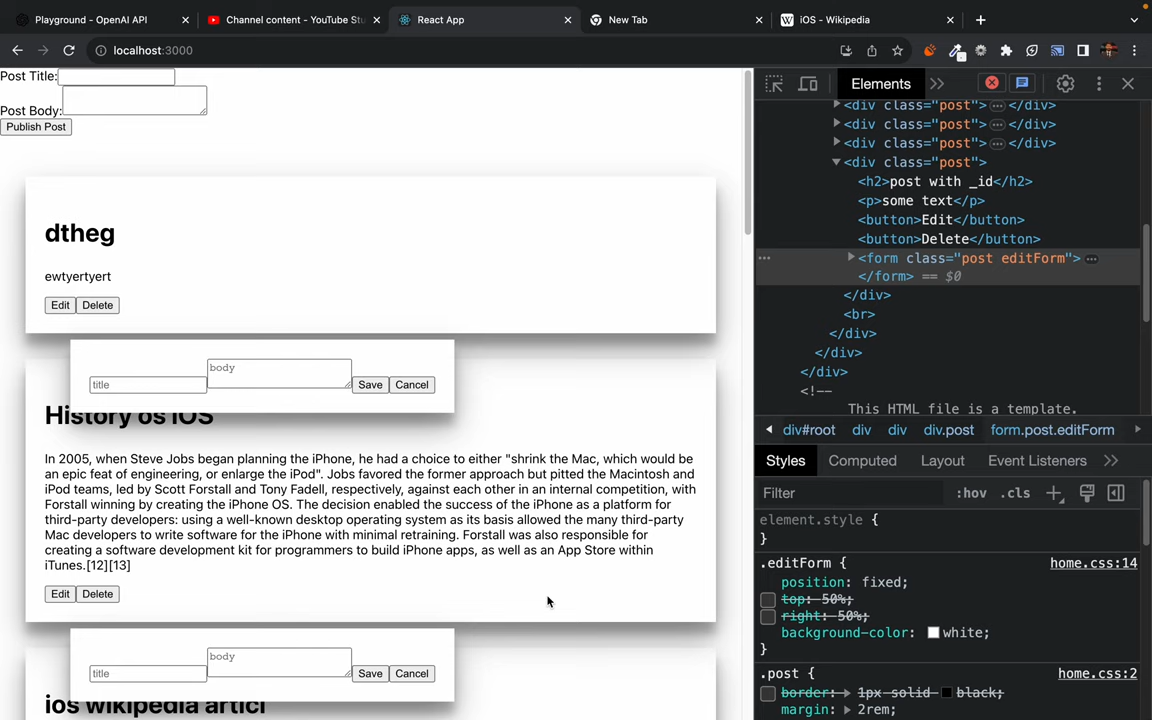 Playground - OpenAI API
Channel content - YouTube Stu
React App
New Tab
iOS - Wikipedia
localhost:3000
Post Title:
Post Body:
Publish Post
dtheg
ewtyertyert
Edit
Delete
title
body
Save
Cancel
History os iOS
In 2005, when Steve Jobs began planning the iPhone, he had a choice to either "shrink the Mac, which would be
an epic feat of engineering, or enlarge the iPod". Jobs favored the former approach but pitted the Macintosh and
iPod teams, led by Scott Forstall and Tony Fadell, respectively, against each other in an internal competition, with
Forstall winning by creating the iPhone OS. The decision enabled the success of the iPhone as a platform for
third-party developers: using a well-known desktop operating system as its basis allowed the many third-party
Mac developers to write software for the iPhone with minimal retraining. Forstall was also responsible for
creating a software development kit for programmers to build iPhone apps, as well as an App Store within
iTunes.[12][13]
Edit
Delete
title
body
Save
Cancel
ios wikipedia articl
Elements
<div class="post"> </div>
<div class="post"> </div>
<div class="post"> </div>
<div class="post">
<h2>post with _id</h2>
<p>some text</p>
<button>Edit</button>
<button>Delete</button>
<form class="post editForm">
</form> == $0
</div>
<br>
</div>
</div>
</div>
<!--
This HTML file is a template.
div#root div div div.post form.post.editForm
Styles Computed Layout Event Listeners
Filter :hov .cls
element.style {
}
.editForm { home.css:14
position: fixed;
top: 50%;
right: 50%;
background-color: white;
}
.post { home.css:2
border: 1px solid black;
margin: 2rem;